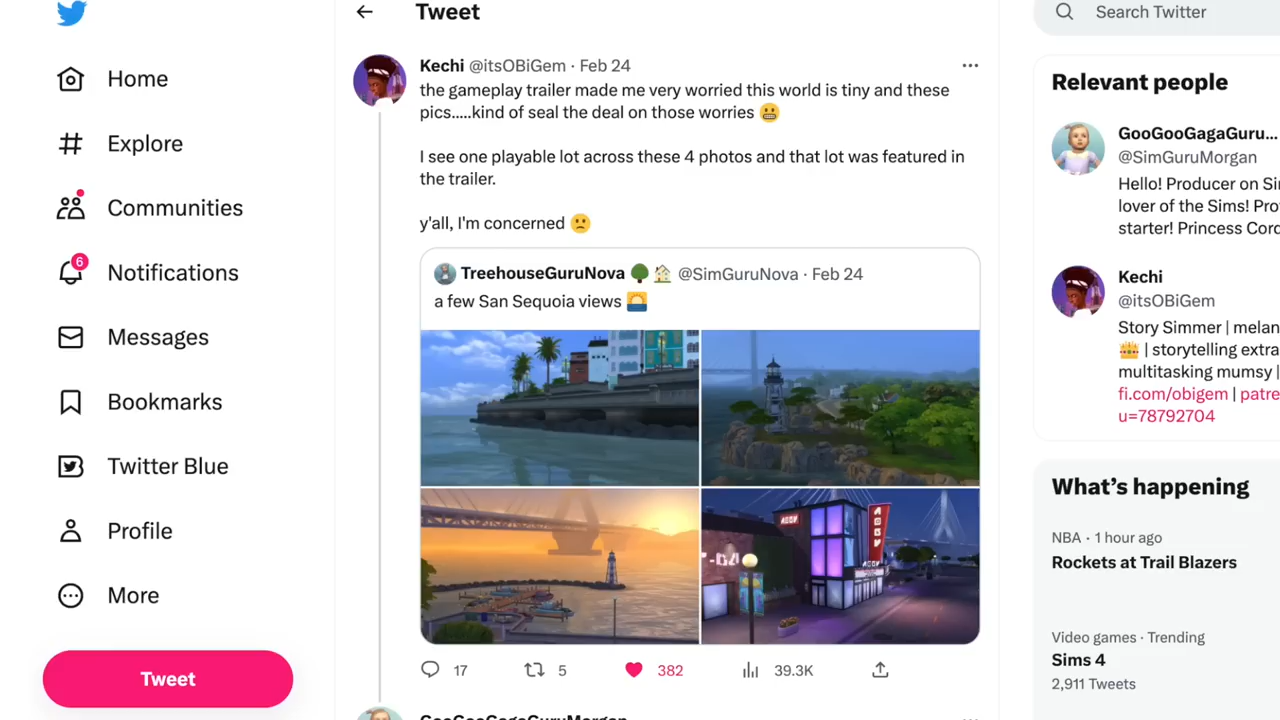 Tweet
Search Twitter
Home
Explore
Communities
6
Notifications
Messages
Bookmarks
Twitter Blue
Profile
More
Tweet
Kechi @itsOBiGem · Feb 24
the gameplay trailer made me very worried this world is tiny and these
pics.....kind of seal the deal on those worries 😬
I see one playable lot across these 4 photos and that lot was featured in
the trailer.
y'all, I'm concerned 🙁
TreehouseGuruNova 🌳 🏡 @SimGuruNova · Feb 24
a few San Sequoia views 🌅
17
5
382
39.3K
GooGooGagaGuruMorgan
Relevant people
GooGooGagaGuru...
@SimGuruMorgan
Hello! Producer on Si
lover of the Sims! Pro
starter! Princess Cord
Kechi
@itsOBiGem
Story Simmer | melan
👑 | storytelling extra
multitasking mumsy |
fi.com/obigem | patre
u=78792704
What's happening
NBA · 1 hour ago
Rockets at Trail Blazers
Video games · Trending
Sims 4
2,911 Tweets